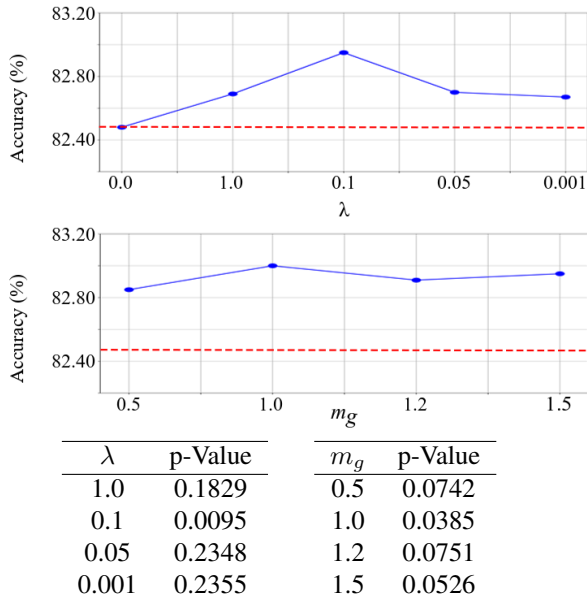 83.20
82.80
82.40
Accuracy (%)
0.0 1.0 0.1 0.05 0.001
λ
83.20
82.80
82.40
Accuracy (%)
0.5 1.0 1.2 1.5
mg
λ p-Value
1.0 0.1829
0.1 0.0095
0.05 0.2348
0.001 0.2355
mg p-Value
0.5 0.0742
1.0 0.0385
1.2 0.0751
1.5 0.0526